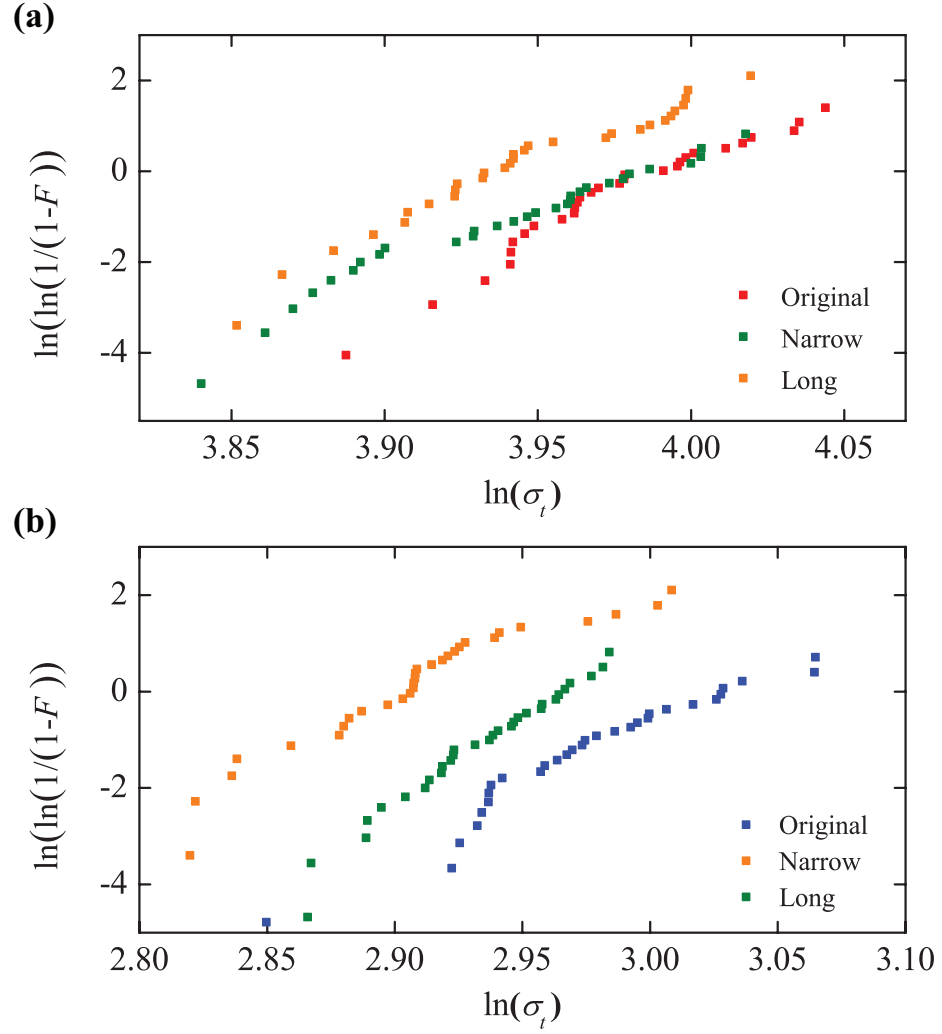 (a)
2
0
-2
-4
ln(ln(1/(1-F))
Original
Narrow
Long
3.85 3.90 3.95 4.00 4.05
ln(σt)
(b)
2
0
-2
-4
ln(ln(1/(1-F))
Original
Narrow
Long
2.80 2.85 2.90 2.95 3.00 3.05 3.10
ln(σt)